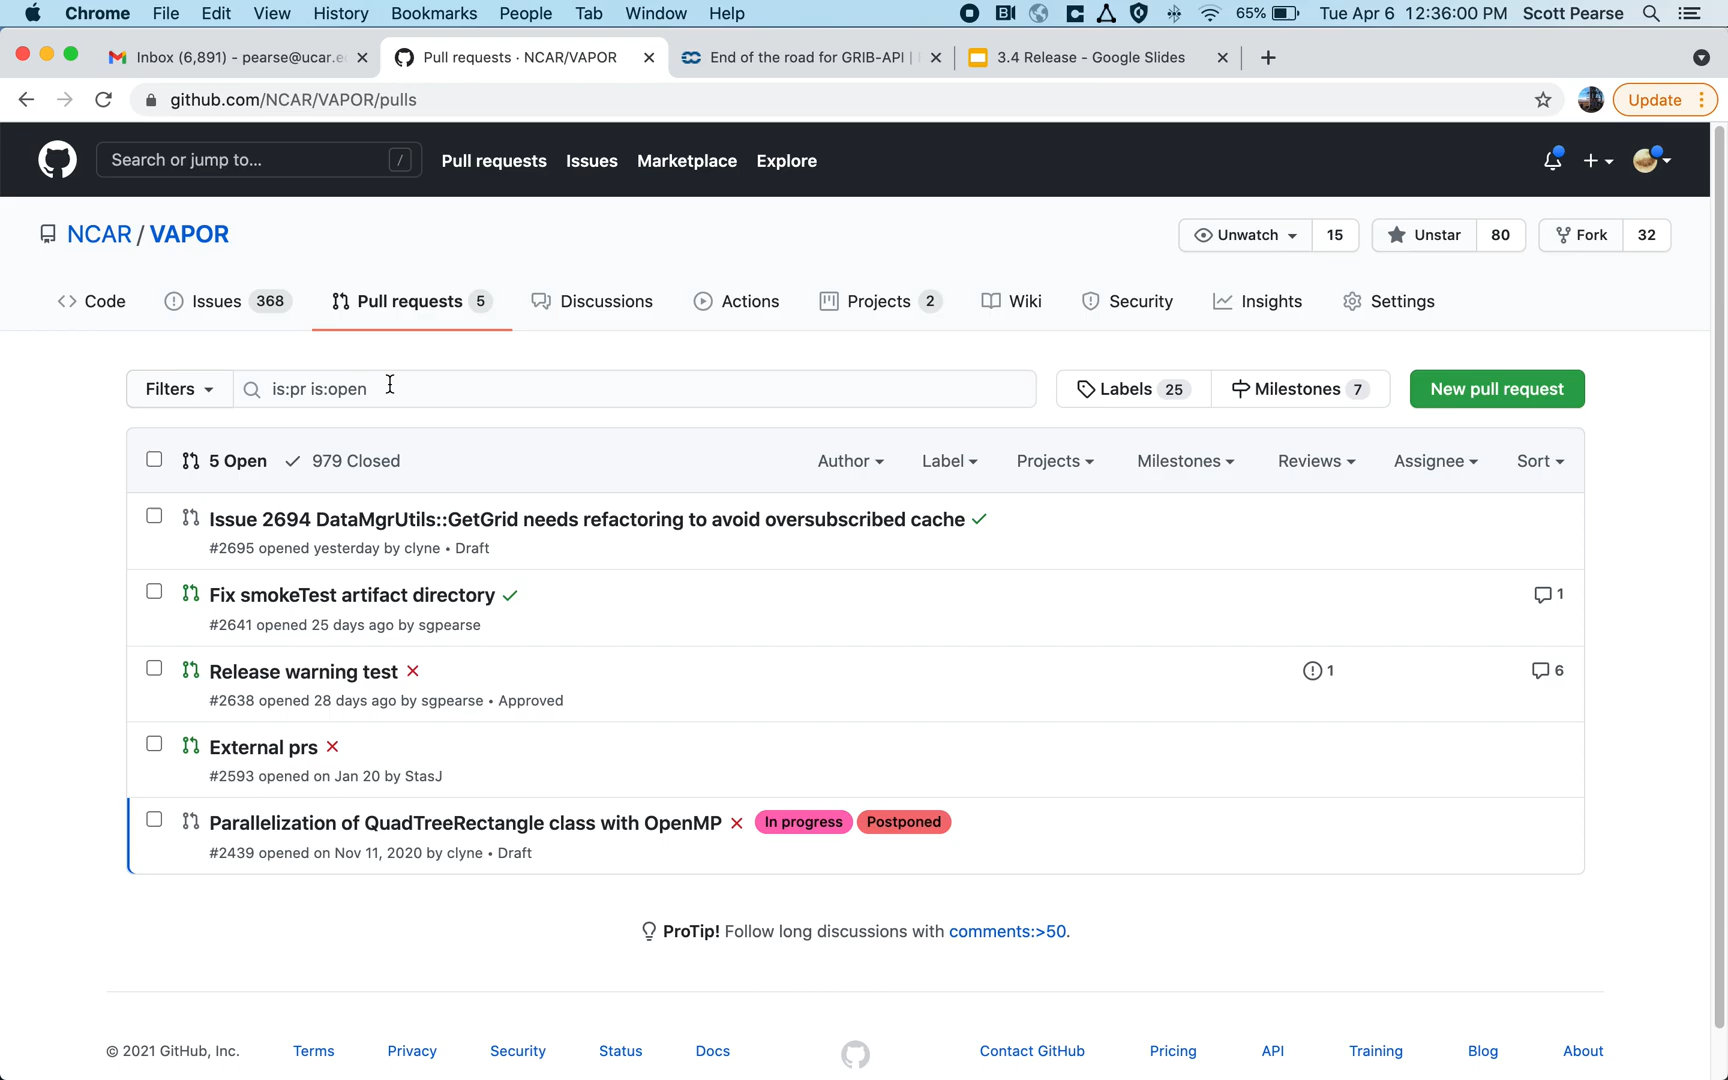 Chrome File Edit View History Bookmarks People Tab Window Help 65% Tue Apr 6 12:36:00 PM Scott Pearse
Inbox (6,891) - pearse@ucar.e Pull requests · NCAR/VAPOR End of the road for GRIB-API | 3.4 Release - Google Slides
github.com/NCAR/VAPOR/pulls Update
Search or jump to... / Pull requests Issues Marketplace Explore
NCAR / VAPOR Unwatch 15 Unstar 80 Fork 32
Code Issues 368 Pull requests 5 Discussions Actions Projects 2 Wiki Security Insights Settings
Filters is:pr is:open Labels 25 Milestones 7 New pull request
5 Open 979 Closed Author Label Projects Milestones Reviews Assignee Sort
Issue 2694 DataMgrUtils::GetGrid needs refactoring to avoid oversubscribed cache
#2695 opened yesterday by clyne • Draft
Fix smokeTest artifact directory 1
#2641 opened 25 days ago by sgpearse
Release warning test 1 6
#2638 opened 28 days ago by sgpearse • Approved
External prs
#2593 opened on Jan 20 by StasJ
Parallelization of QuadTreeRectangle class with OpenMP In progress Postponed
#2439 opened on Nov 11, 2020 by clyne • Draft
ProTip! Follow long discussions with comments:>50.
© 2021 GitHub, Inc. Terms Privacy Security Status Docs Contact GitHub Pricing API Training Blog About